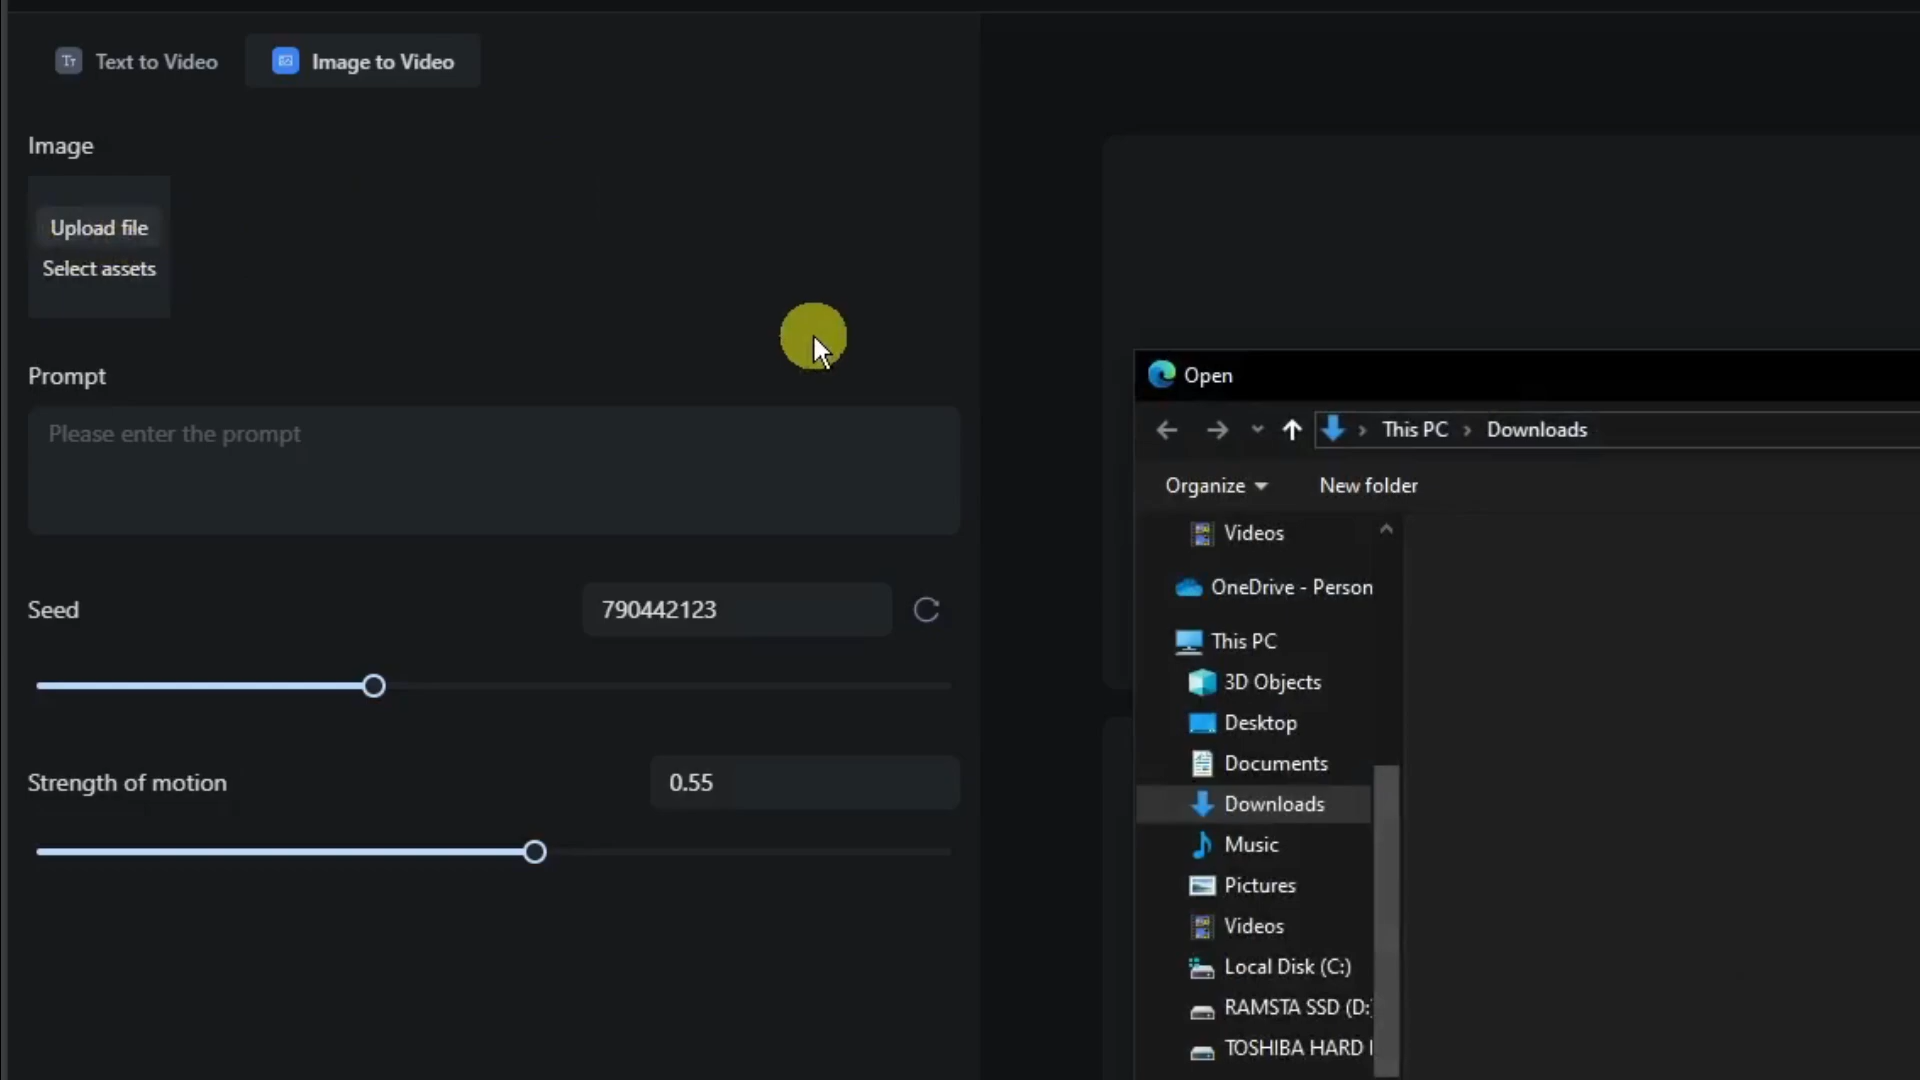 Text to Video
Image to Video
Image
Upload file
Select assets
Prompt
Please enter the prompt
Seed
790442123
Strength of motion
0.55
Open
This PC > Downloads
Organize
New folder
Videos
OneDrive - Person
This PC
3D Objects
Desktop
Documents
Downloads
Music
Pictures
Videos
Local Disk (C:)
RAMSTA SSD (D:)
TOSHIBA HARD